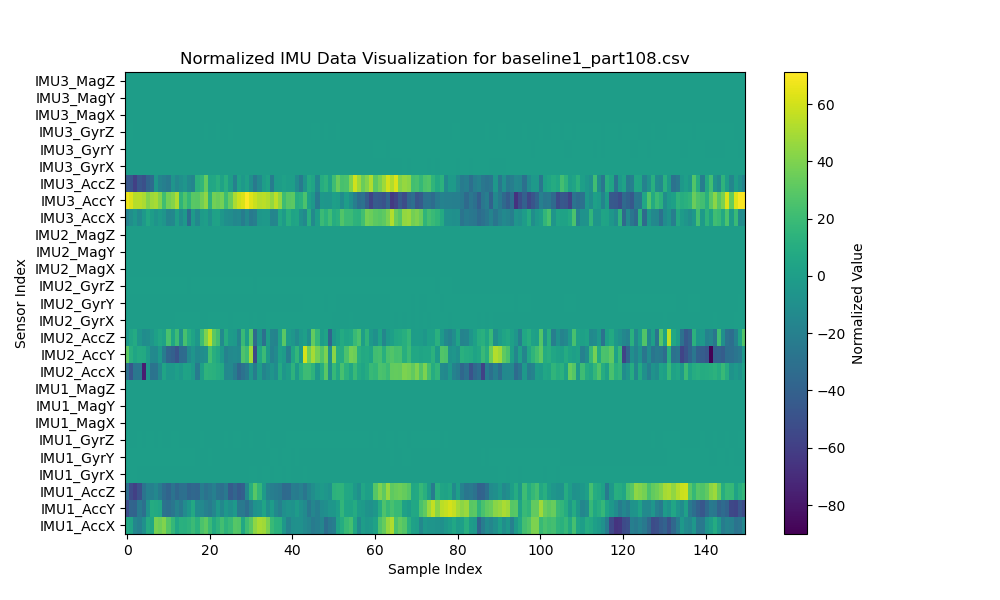 Normalized IMU Data Visualization for baseline1_part108.csv
IMU3_MagZ
IMU3_MagY
IMU3_MagX
IMU3_GyrZ
IMU3_GyrY
IMU3_GyrX
IMU3_AccZ
IMU3_AccY
IMU3_AccX
IMU2_MagZ
IMU2_MagY
IMU2_MagX
IMU2_GyrZ
IMU2_GyrY
IMU2_GyrX
IMU2_AccZ
IMU2_AccY
IMU2_AccX
IMU1_MagZ
IMU1_MagY
IMU1_MagX
IMU1_GyrZ
IMU1_GyrY
IMU1_GyrX
IMU1_AccZ
IMU1_AccY
IMU1_AccX
Sensor Index
0 20 40 60 80 100 120 140
Sample Index
60
40
20
0
−20
−40
−60
−80
Normalized Value